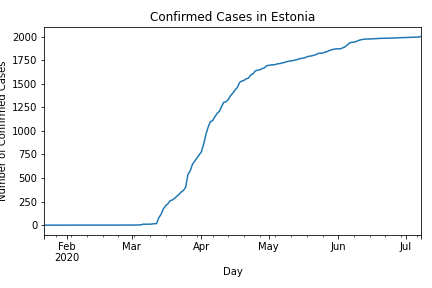 Confirmed Cases in Estonia
Number of Confirmed Cases
2000
1750
1500
1250
1000
750
500
250
0
Feb
2020
Mar
Apr
May
Jun
Jul
Day